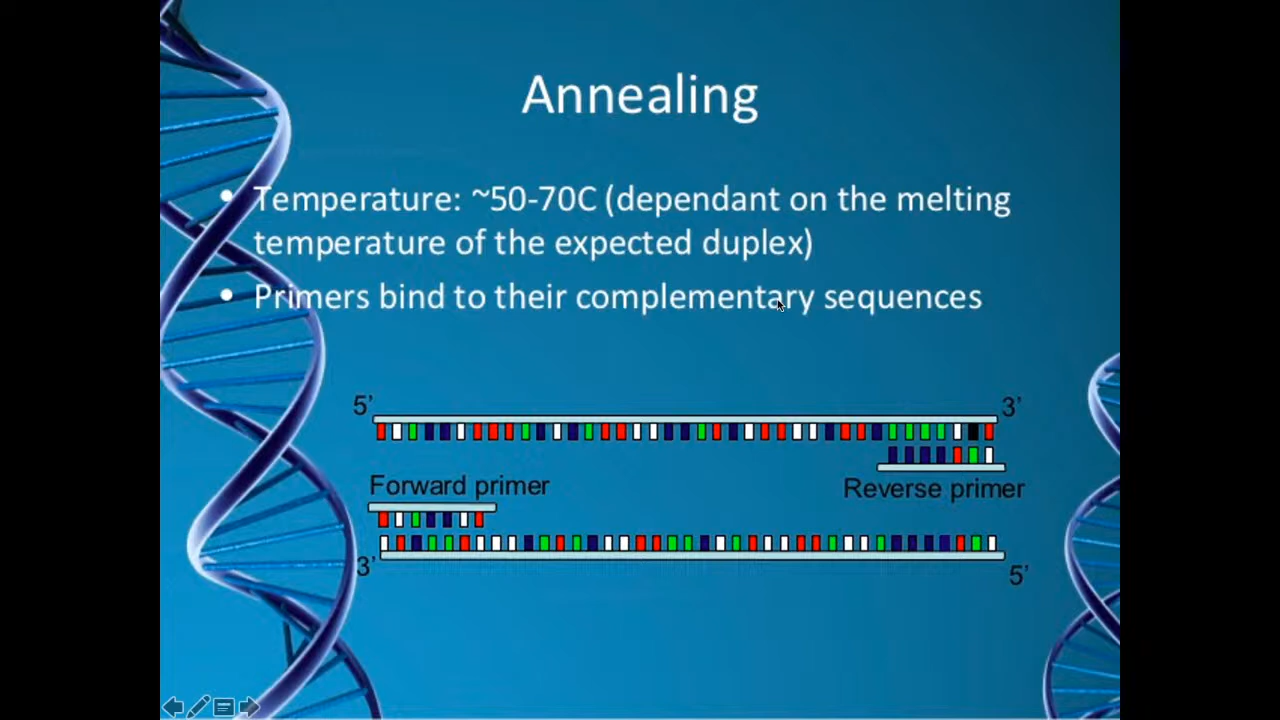 Annealing
• Temperature: ~50-70C (dependant on the melting
temperature of the expected duplex)
• Primers bind to their complementary sequences
5’ 3’
Forward primer Reverse primer
3’ 5’